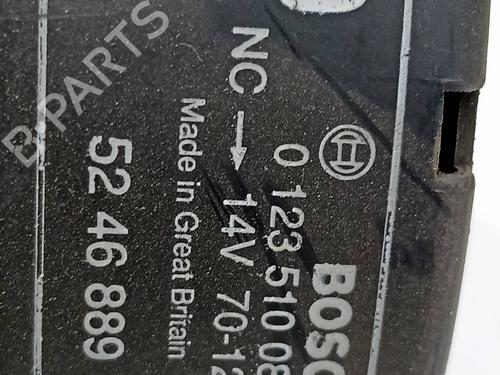 BOSC
0 123 510 08
NC → 14V 70-12
Made in Great Britain
52 46 889
B-PARTS